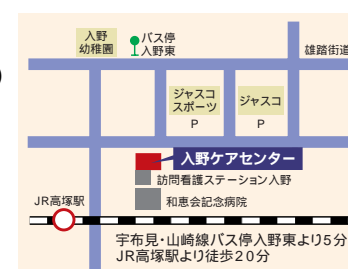 入野
幼稚園
バス停
入野東
雄踏街道
ジャスコ
スポーツ
P
ジャスコ
P
入野ケアセンター
訪問看護ステーション入野
和恵会記念病院
JR高塚駅
宇布見・山崎線バス停入野東より5分
JR高塚駅より徒歩20分